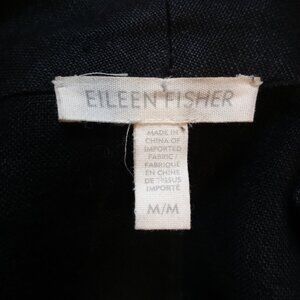 EILEEN FISHER
MADE IN
CHINA OF
IMPORTED
FABRIC /
FABRIQUÉ
EN CHINE
DE TISSUS
IMPORTÉ
M/M